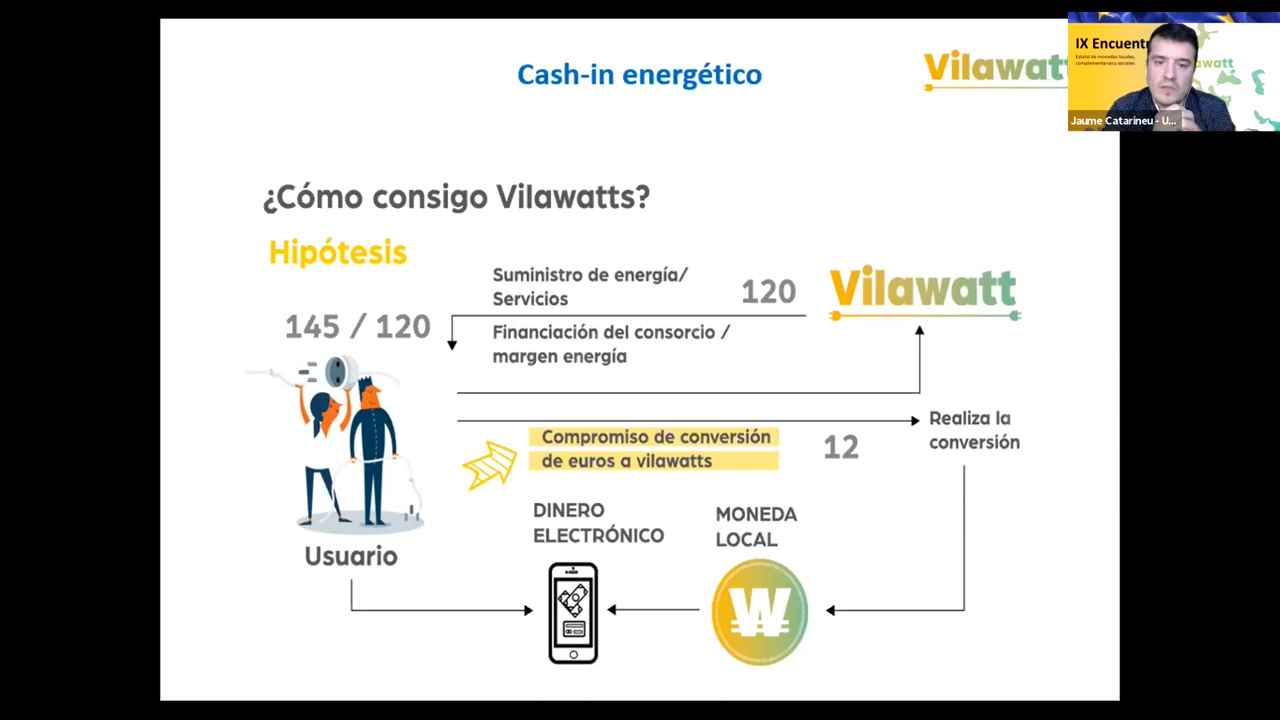 Cash-in energético
Vilawatt
IX Encuent
Estatal de monedas locales,
complementarias y sociales
awatt
Jaume Catarineu - U...
¿Cómo consigo Vilawatts?
Hipótesis
145 / 120
Suministro de energía/
Servicios
120
Vilawatt
Financiación del consorcio /
margen energía
Realiza la
conversión
Compromiso de conversión
de euros a vilawatts
12
DINERO
ELECTRÓNICO
MONEDA
LOCAL
Usuario
W